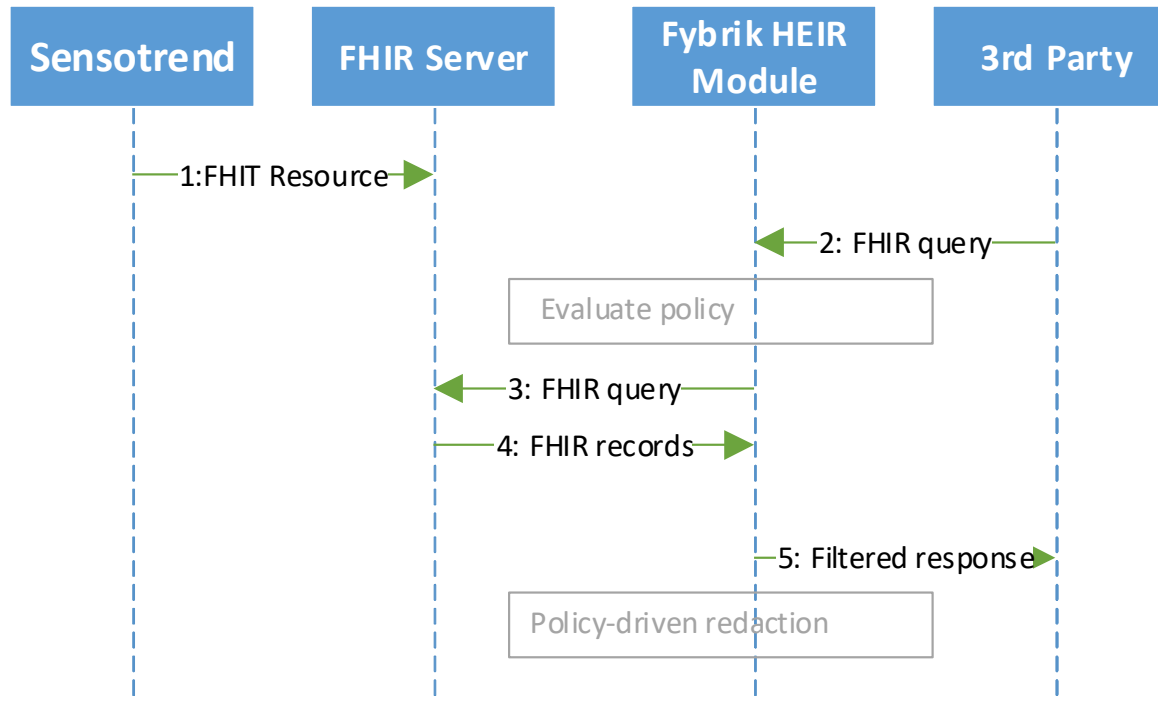 Sensotrend
FHIR Server
Fybrik HEIR
Module
3rd Party
1:FHIT Resource
2: FHIR query
Evaluate policy
3: FHIR query
4: FHIR records
5: Filtered response
Policy-driven redaction